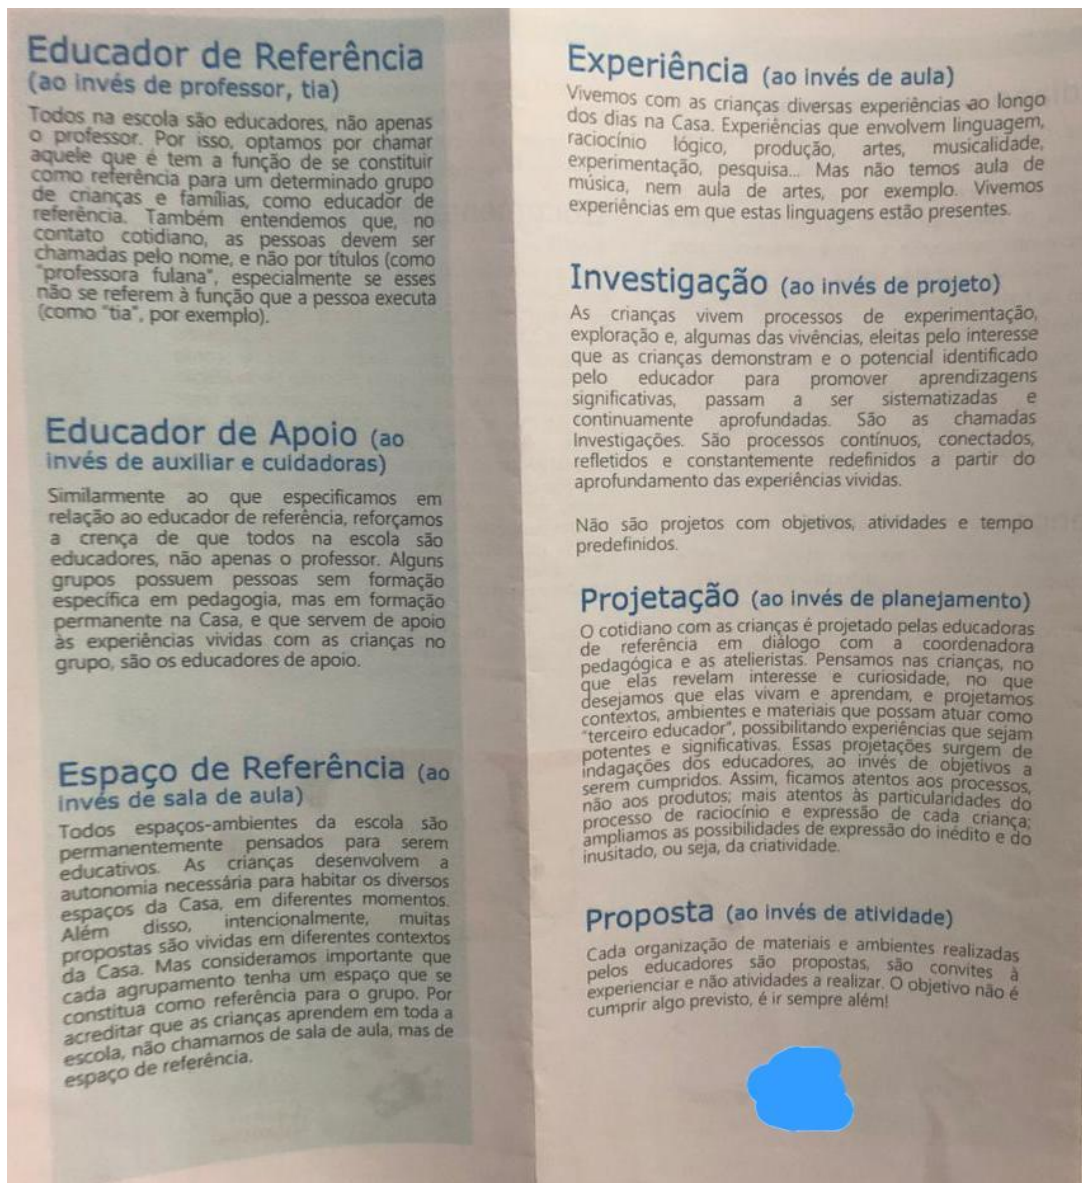 Educador de Referência
(ao invés de professor, tia)
Todos na escola são educadores, não apenas
o professor. Por isso, optamos por chamar
aquele que é tem a função de se constituir
como referência para um determinado grupo
de crianças e famílias, como educador de
referência. Também entendemos que, no
contato cotidiano, as pessoas devem ser
chamadas pelo nome, e não por títulos (como
"professora fulana", especialmente se esses
não se referem à função que a pessoa executa
(como "tia", por exemplo).
Educador de Apoio (ao
invés de auxiliar e cuidadoras)
Similarmente ao que especificamos em
relação ao educador de referência, reforçamos
a crença de que todos na escola são
educadores, não apenas o professor. Alguns
grupos possuem pessoas sem formação
específica em pedagogia, mas em formação
permanente na Casa, e que servem de apoio
às experiências vividas com as crianças no
grupo, são os educadores de apoio.
Espaço de Referência (ao
invés de sala de aula)
Todos espaços-ambientes da escola são
permanentemente pensados para serem
educativos. As crianças desenvolvem a
autonomia necessária para habitar os diversos
espaços da Casa, em diferentes momentos.
Além disso, intencionalmente, muitas
propostas são vividas em diferentes contextos
da Casa. Mas consideramos importante que
cada agrupamento tenha um espaço que se
constitua como referência para o grupo. Por
acreditar que as crianças aprendem em toda a
escola, não chamamos de sala de aula, mas de
espaço de referência.
Experiência (ao invés de aula)
Vivemos com as crianças diversas experiências ao longo
dos dias na Casa. Experiências que envolvem linguagem,
raciocínio lógico, produção, artes, musicalidade,
experimentação, pesquisa... Mas não temos aula de
música, nem aula de artes, por exemplo. Vivemos
experiências em que estas linguagens estão presentes.
Investigação (ao invés de projeto)
As crianças vivem processos de experimentação,
exploração e, algumas das vivências, eleitas pelo interesse
que as crianças demonstram e o potencial identificado
pelo educador para promover aprendizagens
significativas, passam a ser sistematizadas e
continuamente aprofundadas. São as chamadas
Investigações. São processos contínuos, conectados,
refletidos e constantemente redefinidos a partir do
aprofundamento das experiências vividas.
Não são projetos com objetivos, atividades e tempo
predefinidos.
Projetação (ao invés de planejamento)
O cotidiano com as crianças é projetado pelas educadoras
de referência em diálogo com a coordenadora
pedagógica e as atelieristas. Pensamos nas crianças, no
que elas revelam interesse e curiosidade, no que
desejamos que elas vivam e aprendam, e projetamos
contextos, ambientes e materiais que possam atuar como
"terceiro educador", possibilitando experiências que sejam
potentes e significativas. Essas projetações surgem de
indagações dos educadores, ao invés de objetivos a
serem cumpridos. Assim, ficamos atentos aos processos,
não aos produtos; mais atentos às particularidades do
processo de raciocínio e expressão de cada criança;
ampliamos as possibilidades de expressão do inédito e do
inusitado, ou seja, da criatividade.
Proposta (ao invés de atividade)
Cada organização de materiais e ambientes realizadas
pelos educadores são propostas, são convites à
experienciar e não atividades a realizar. O objetivo não é
cumprir algo previsto, é ir sempre além!